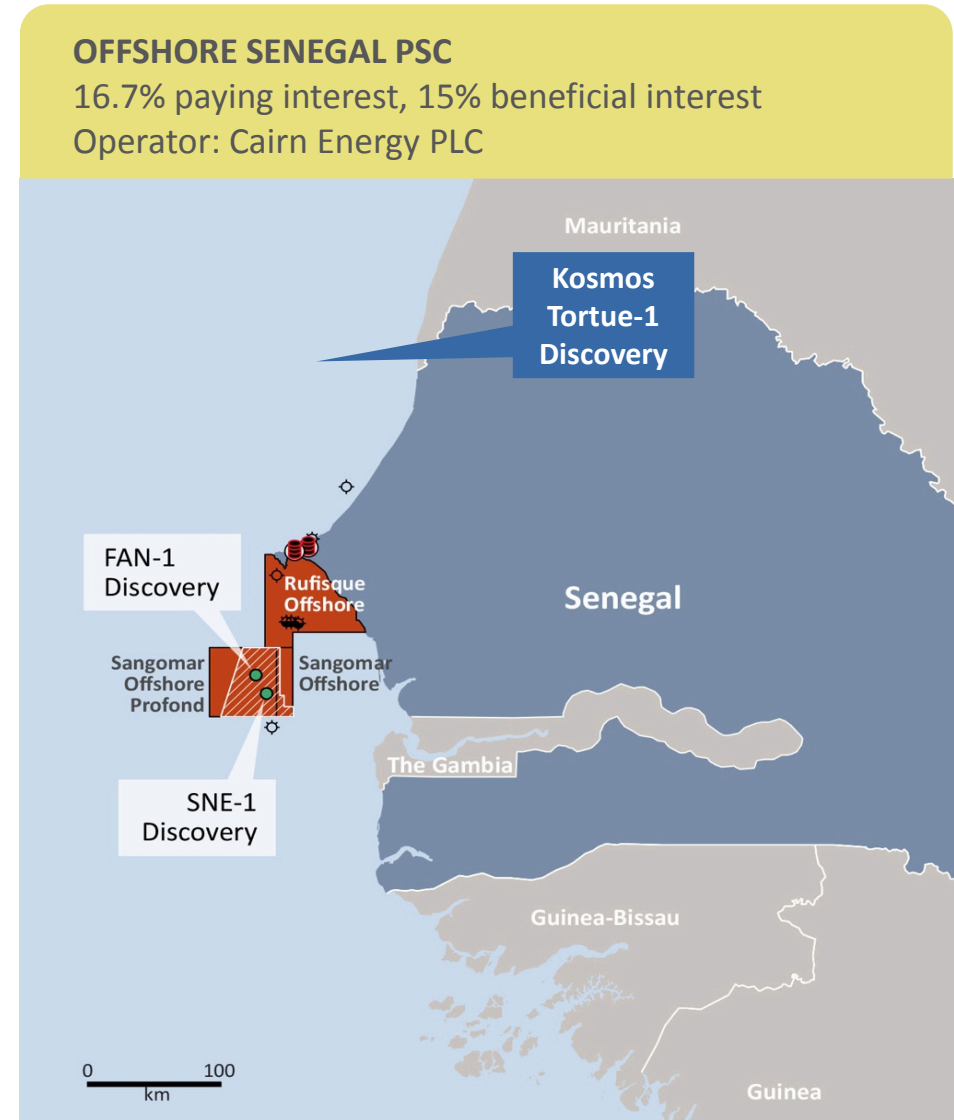 OFFSHORE SENEGAL PSC
16.7% paying interest, 15% beneficial interest
Operator: Cairn Energy PLC
Mauritania
Kosmos
Tortue-1
Discovery
FAN-1
Discovery
Rufisque
Offshore
Senegal
Sangomar
Offshore
Profond
Sangomar
Offshore
The Gambia
SNE-1
Discovery
Guinea-Bissau
0 100
km
Guinea